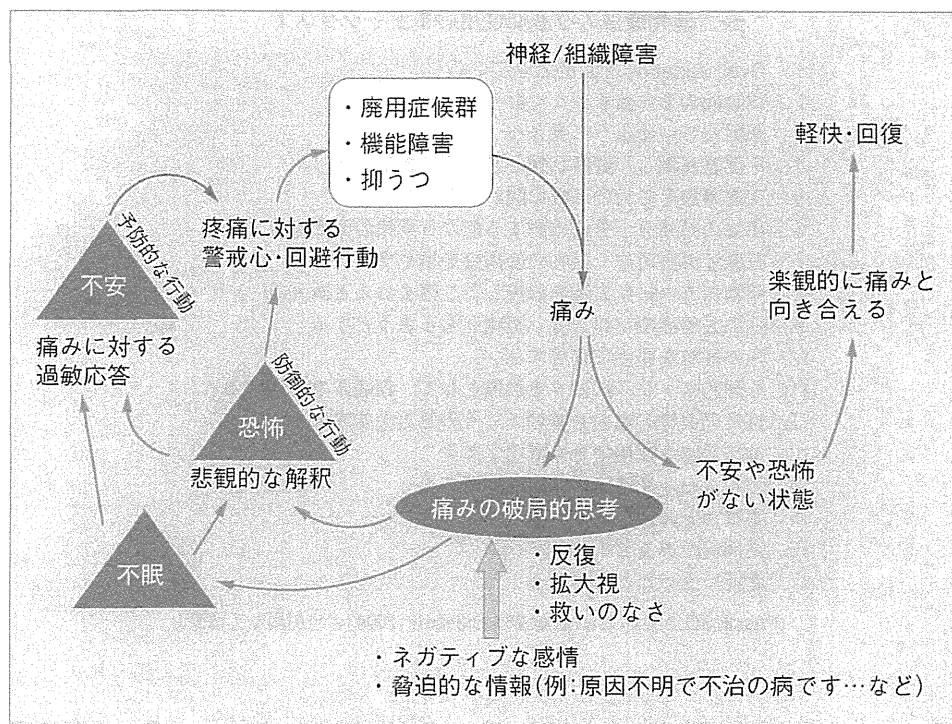 神経/組織障害
・廃用症候群
・機能障害
・抑うつ
軽快・回復
疼痛に対する
警戒心・回避行動
予防的な行動
不安
痛みに対する
過敏応答
痛み
楽観的に痛みと
向き合える
防御的な行動
恐怖
悲観的な解釈
不安や恐怖
がない状態
痛みの破局的思考
・反復
・拡大視
・救いのなさ
不眠
・ネガティブな感情
・脅迫的な情報(例:原因不明で不治の病です…など)